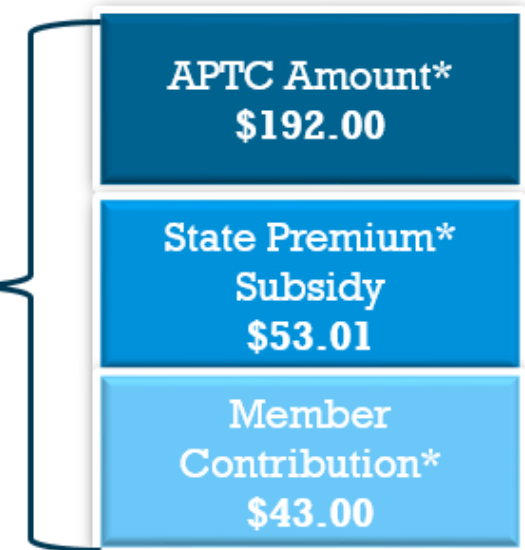 APTC Amount*
$192.00
State Premium*
Subsidy
$53.01
Member
Contribution*
$43.00